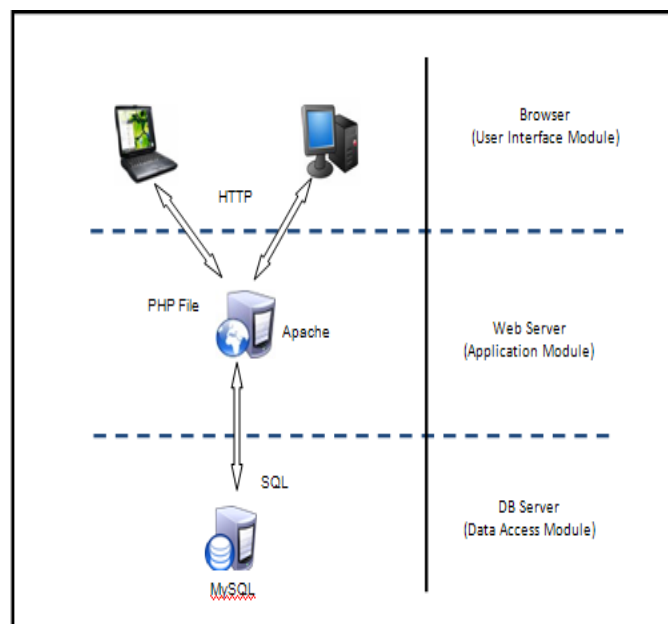 Browser
(User Interface Module)
HTTP
PHP File
Apache
Web Server
(Application Module)
SQL
DB Server
(Data Access Module)
MySQL